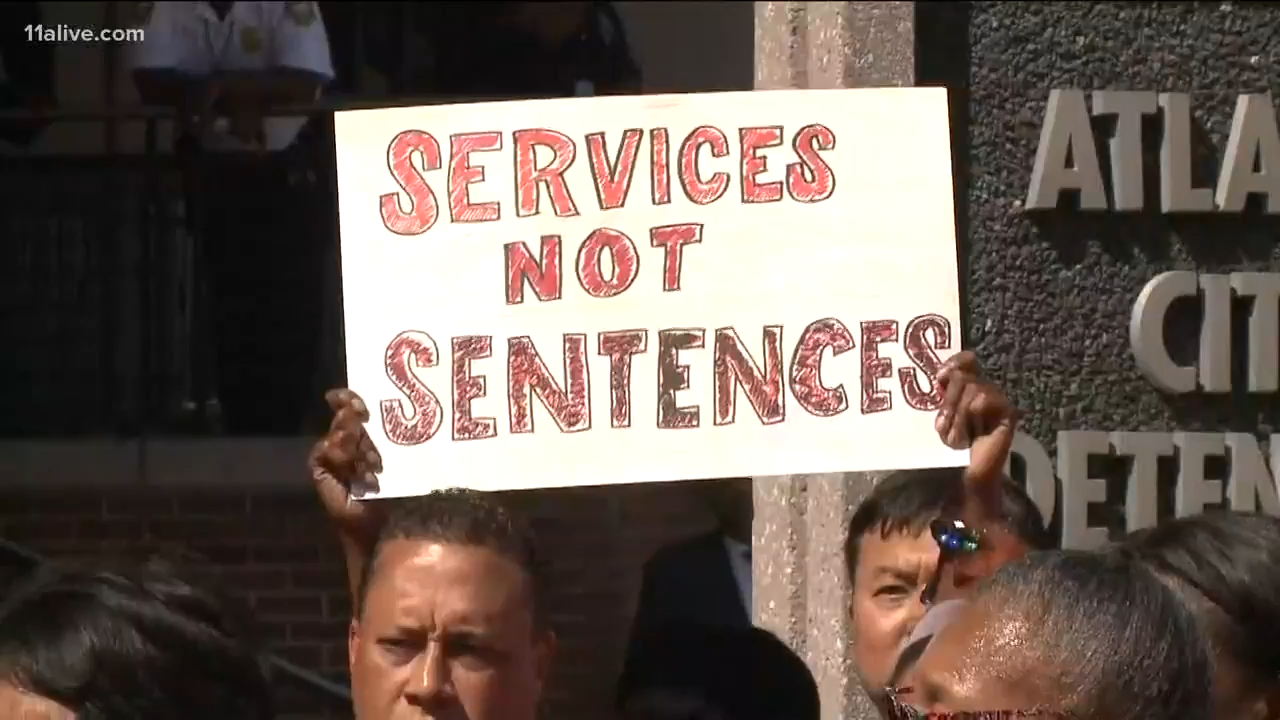 11alive.com
SERVICES
NOT
SENTENCES
ATLA
CIT
DETEN